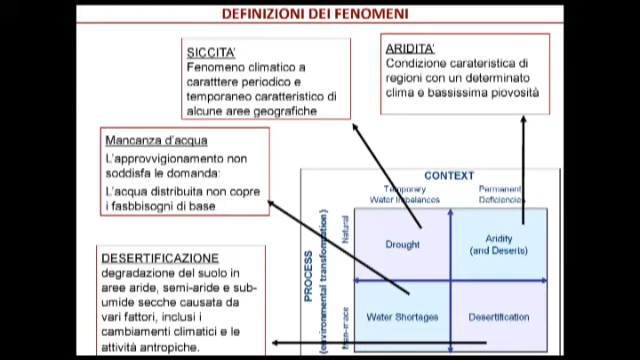 DEFINIZIONI DEI FENOMENI
SICCITA'
Fenomeno climatico a
caratttere periodico e
temporaneo caratteristico di
alcune aree geografiche
ARIDITA'
Condizione carateristica di
regioni con un determinato
clima e bassissima piovosità
Mancanza d'acqua
L'approvvigionamento non
soddisfa le domanda:
L'acqua distribuita non copre
i fasbbisogni di base
DESERTIFICAZIONE
degradazione del suolo in
aree aride, semi-aride e sub-
umide secche causata da
vari fattori, inclusi i
cambiamenti climatici e le
attività antropiche.
CONTEXT
Temporary
Water Imbalances
Permanent
Deficiencies
PROCESS
(environmental transformation)
Natural
Man-made
Drought
Aridity
(and Deserts)
Water Shortages
Desertification